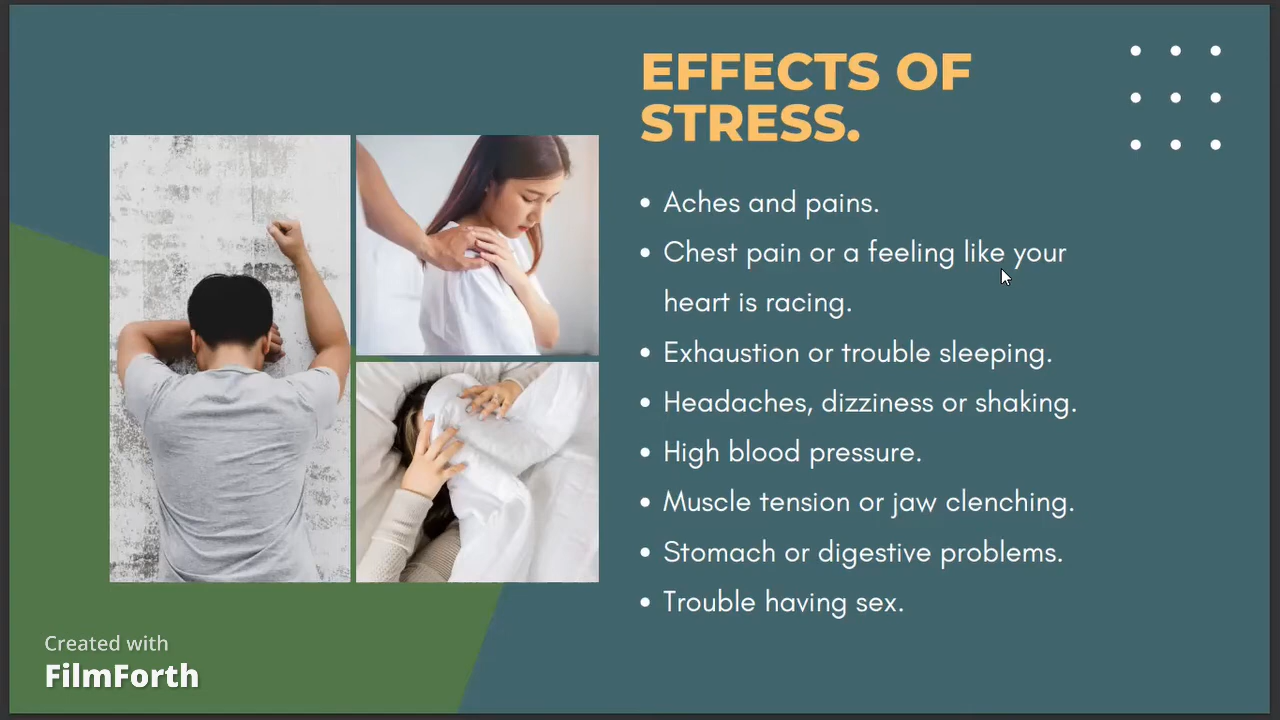 EFFECTS OF
STRESS.
• Aches and pains.
• Chest pain or a feeling like your
heart is racing.
• Exhaustion or trouble sleeping.
• Headaches, dizziness or shaking.
• High blood pressure.
• Muscle tension or jaw clenching.
• Stomach or digestive problems.
• Trouble having sex.
Created with
FilmForth